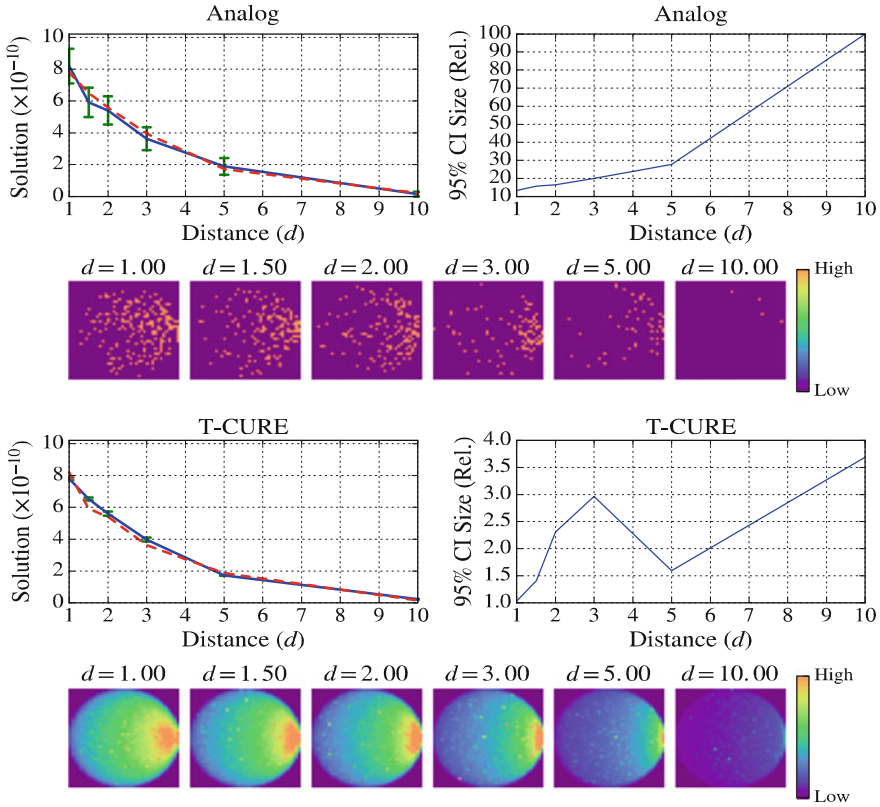 Analog
Solution (×10⁻¹⁰)
10
8
6
4
2
0
1 2 3 4 5 6 7 8 9 10
Distance (d)
Analog
95% CI Size (Rel.)
100
90
80
70
60
50
40
30
20
10
1 2 3 4 5 6 7 8 9 10
Distance (d)
d=1.00 d=1.50 d=2.00 d=3.00 d=5.00 d=10.00
High
Low
T-CURE
Solution (×10⁻¹⁰)
10
8
6
4
2
0
1 2 3 4 5 6 7 8 9 10
Distance (d)
T-CURE
95% CI Size (Rel.)
4.0
3.5
3.0
2.5
2.0
1.5
1.0
1 2 3 4 5 6 7 8 9 10
Distance (d)
d=1.00 d=1.50 d=2.00 d=3.00 d=5.00 d=10.00
High
Low